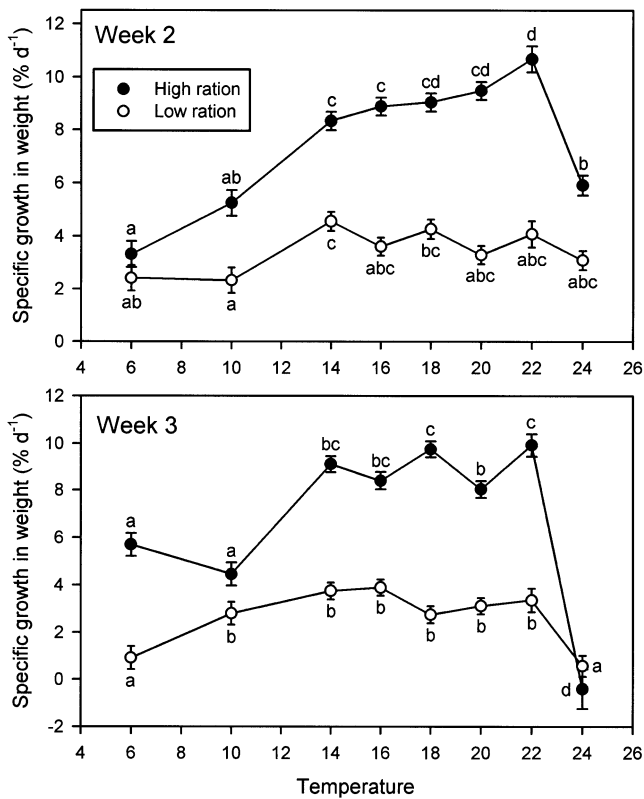 Week 2
High ration
Low ration
Specific growth in weight (% d-1)
12
10
8
6
4
2
0
a
ab
c
c
cd
cd
d
b
ab
a
c
abc
bc
abc
abc
abc
4 6 8 10 12 14 16 18 20 22 24 26
Week 3
Specific growth in weight (% d-1)
12
10
8
6
4
2
0
-2
a
a
bc
bc
c
b
c
d
a
b
b
b
b
b
b
a
4 6 8 10 12 14 16 18 20 22 24 26
Temperature